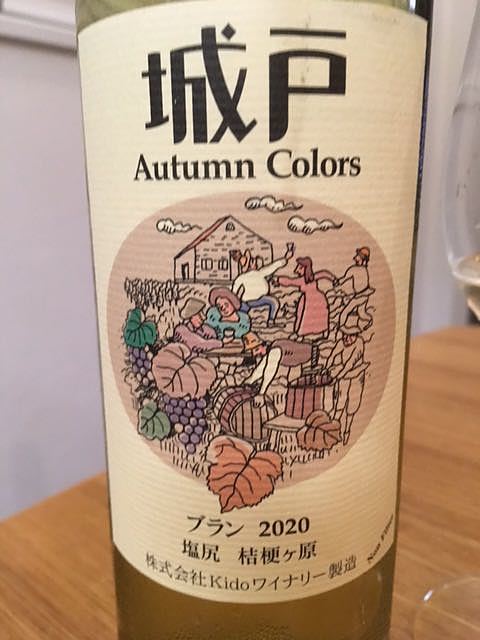 城戸
Autumn Colors
ブラン 2020
塩尻 桔梗ヶ原
株式会社Kidoワイナリー製造